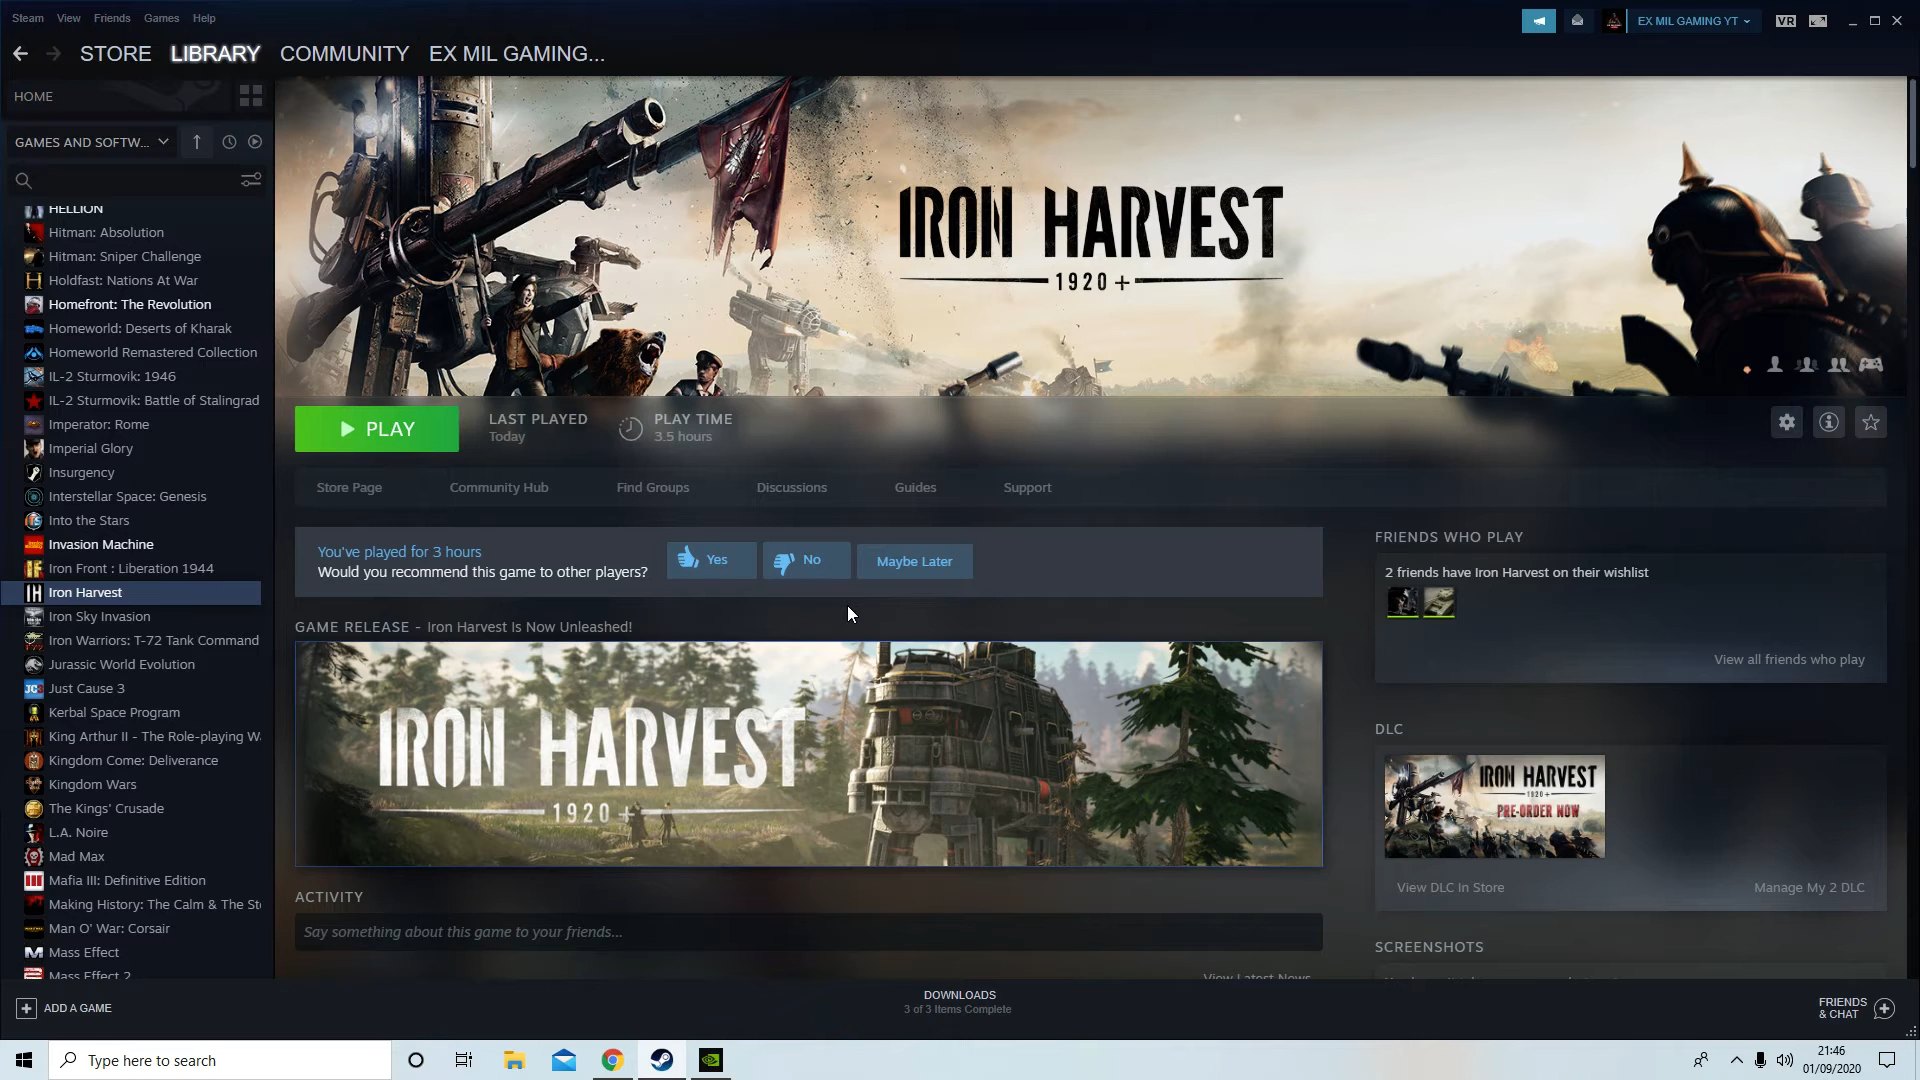 Steam View Friends Games Help
EX MIL GAMING YT
VR
STORE LIBRARY COMMUNITY EX MIL GAMING...
HOME
GAMES AND SOFTW...
HELLION
Hitman: Absolution
Hitman: Sniper Challenge
Holdfast: Nations At War
Homefront: The Revolution
Homeworld: Deserts of Kharak
Homeworld Remastered Collection
IL-2 Sturmovik: 1946
IL-2 Sturmovik: Battle of Stalingrad
Imperator: Rome
Imperial Glory
Insurgency
Interstellar Space: Genesis
Into the Stars
Invasion Machine
Iron Front : Liberation 1944
Iron Harvest
Iron Sky Invasion
Iron Warriors: T-72 Tank Command
Jurassic World Evolution
Just Cause 3
Kerbal Space Program
King Arthur II - The Role-playing Wa
Kingdom Come: Deliverance
Kingdom Wars
The Kings' Crusade
L.A. Noire
Mad Max
Mafia III: Definitive Edition
Making History: The Calm & The Sto
Man O' War: Corsair
Mass Effect
Mass Effect 2
ADD A GAME
IRON HARVEST
1920+
PLAY
LAST PLAYED
Today
PLAY TIME
3.5 hours
Store Page Community Hub Find Groups Discussions Guides Support
You've played for 3 hours
Would you recommend this game to other players?
Yes No Maybe Later
GAME RELEASE - Iron Harvest Is Now Unleashed!
IRON HARVEST
1920+
ACTIVITY
Say something about this game to your friends...
View Latest News
FRIENDS WHO PLAY
2 friends have Iron Harvest on their wishlist
View all friends who play
DLC
IRON HARVEST
1920+
PRE-ORDER NOW
View DLC In Store Manage My 2 DLC
SCREENSHOTS
DOWNLOADS
3 of 3 Items Complete
FRIENDS
& CHAT
Type here to search
21:46
01/09/2020